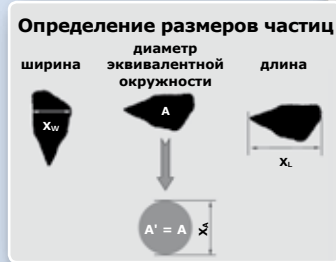 Определение размеров частиц
ширина
диаметр
эквивалентной
окружности
длина
Xw
A
XL
A' = A
XA